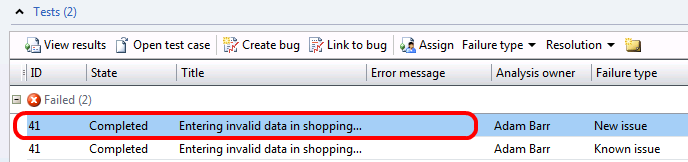 Tests (2)
View results Open test case Create bug Link to bug Assign Failure type Resolution
ID State Title Error message Analysis owner Failure type
Failed (2)
41 Completed Entering invalid data in shopping... Adam Barr New issue
41 Completed Entering invalid data in shopping... Adam Barr Known issue